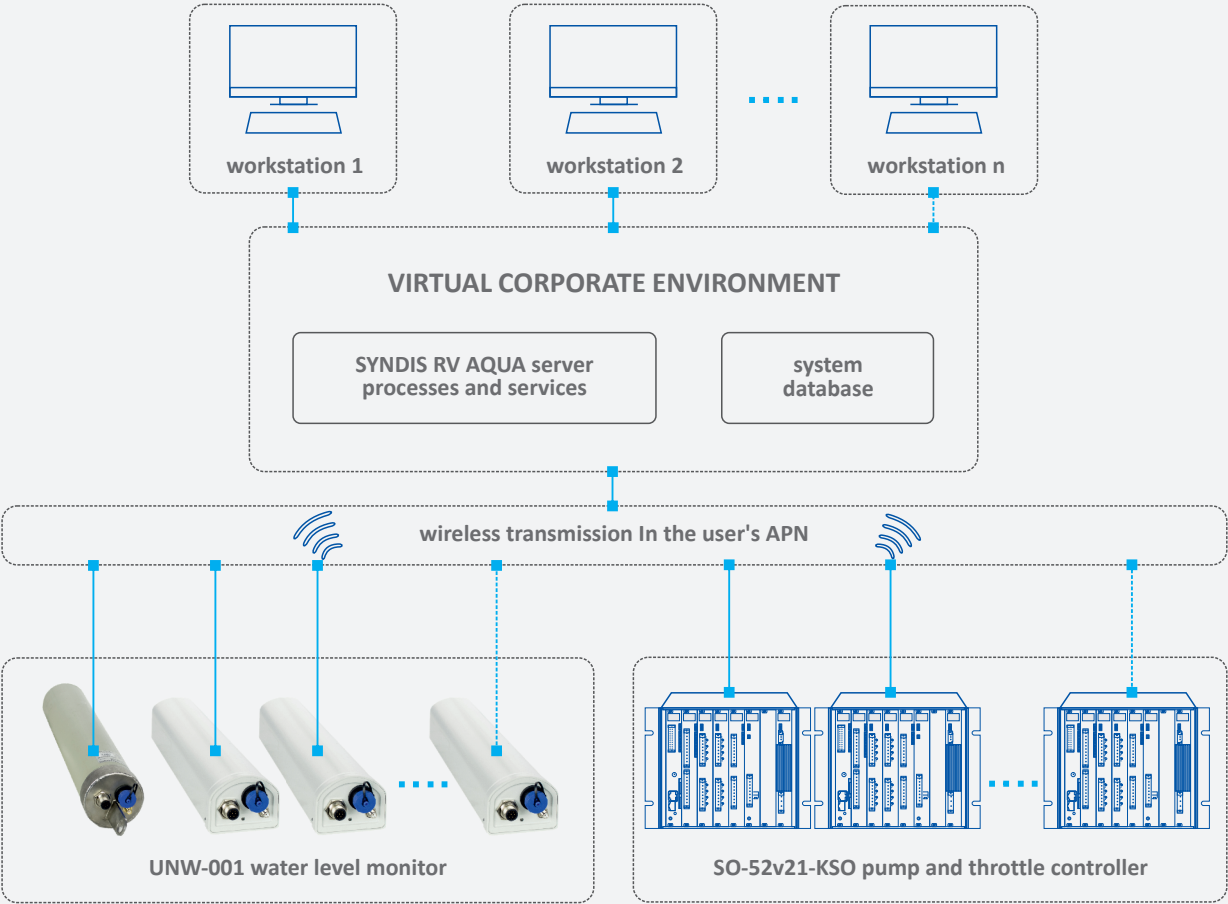 workstation 1
workstation 2
workstation n
VIRTUAL CORPORATE ENVIRONMENT
SYNDIS RV AQUA server
processes and services
system
database
wireless transmission In the user's APN
UNW-001 water level monitor
SO-52v21-KSO pump and throttle controller